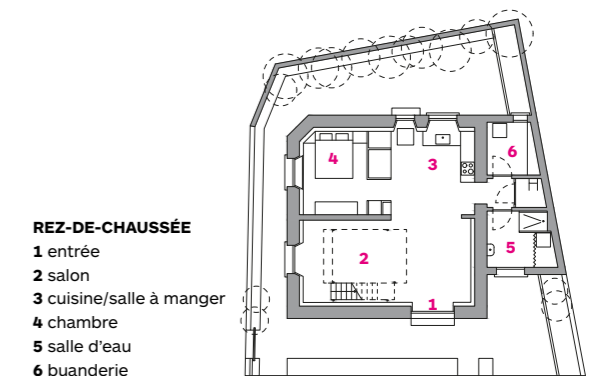 REZ-DE-CHAUSSÉE
1 entrée
2 salon
3 cuisine/salle à manger
4 chambre
5 salle d'eau
6 buanderie
4
3
6
2
5
1